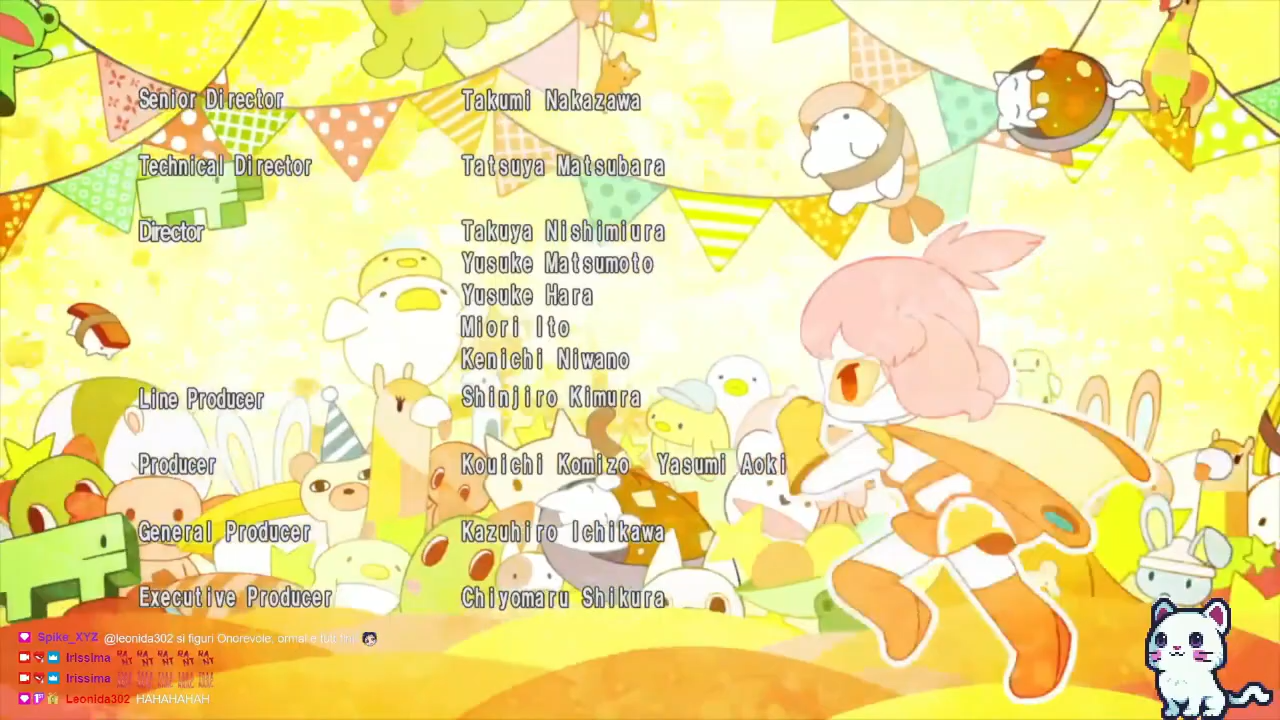 Senior Director Takumi Nakazawa
Technical Director Tatsuya Matsubara
Director Takuya Nishimiura
Yusuke Matsumoto
Yusuke Hara
Miori Ito
Kenichi Niwano
Line Producer Shinjiro Kimura
Producer Kouichi Komizo Yasumi Aoki
General Producer Kazuhiro Ichikawa
Executive Producer Chiyomaru Shikura
Spike_XYZ @leonida302 si figuri Onorevole, ormai è
Irissima
Irissima
Leonida302 HAHAHAHAH